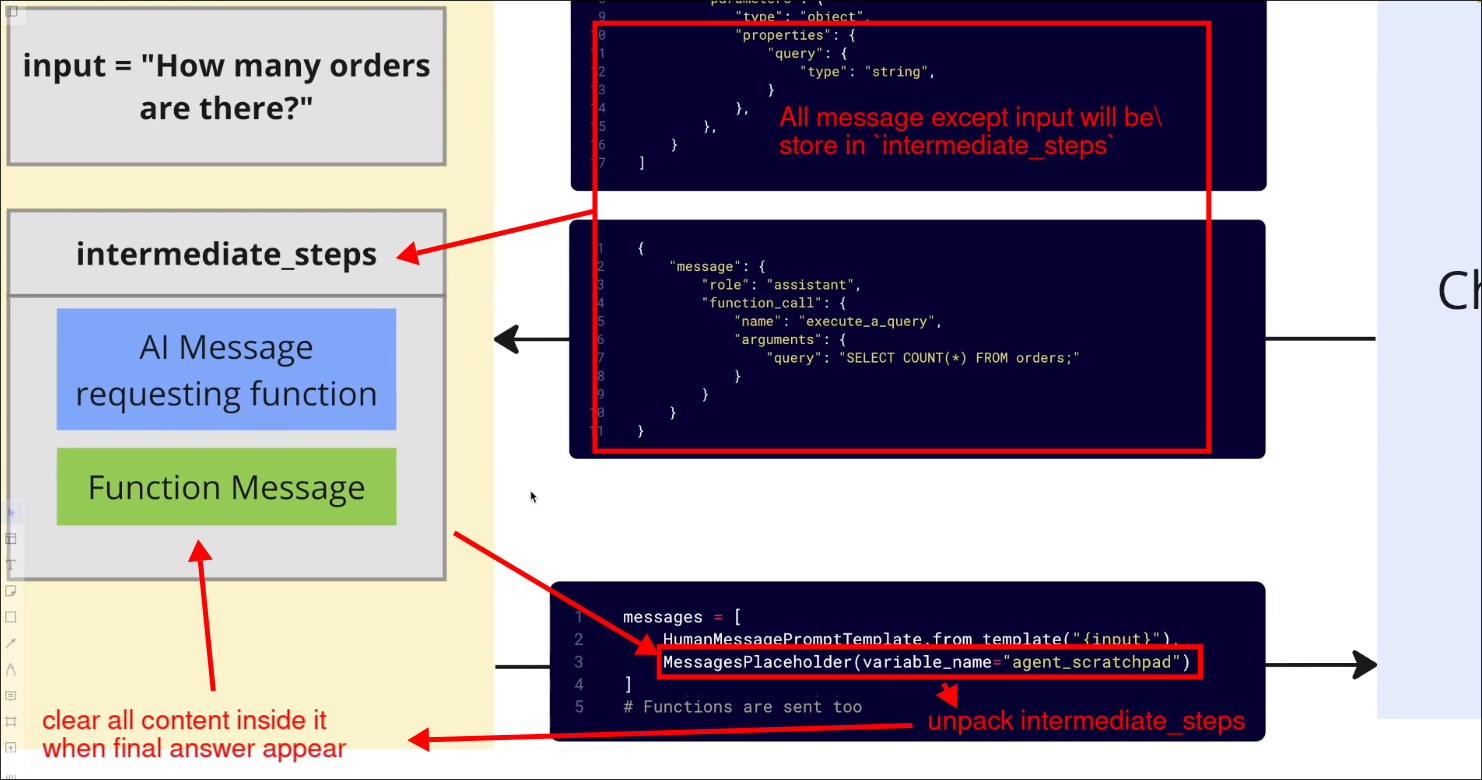 input = "How many orders
are there?"
intermediate_steps
AI Message
requesting function
Function Message
clear all content inside it
when final answer appear
9 "type": "object",
10 "properties": {
11 "query": {
12 "type": "string",
13 }
14 },
15 },
16 }
17 ]
All message except input will be\
store in `intermediate_steps`
1 {
2 "message": {
3 "role": "assistant",
4 "function_call": {
5 "name": "execute_a_query",
6 "arguments": {
7 "query": "SELECT COUNT(*) FROM orders;"
8 }
9 }
10 }
11 }
1 messages = [
2 HumanMessagePromptTemplate.from_template("{input}"),
3 MessagesPlaceholder(variable_name="agent_scratchpad")
4 ]
5 # Functions are sent too
unpack intermediate_steps